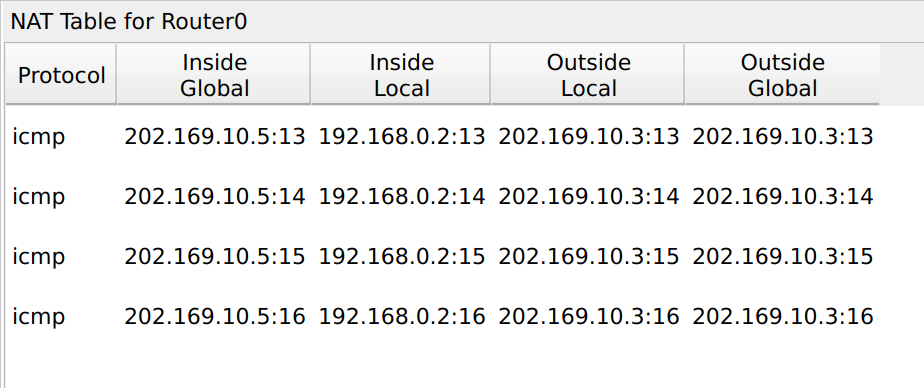 NAT Table for Router0
Protocol Inside Global Inside Local Outside Local Outside Global
icmp 202.169.10.5:13 192.168.0.2:13 202.169.10.3:13 202.169.10.3:13
icmp 202.169.10.5:14 192.168.0.2:14 202.169.10.3:14 202.169.10.3:14
icmp 202.169.10.5:15 192.168.0.2:15 202.169.10.3:15 202.169.10.3:15
icmp 202.169.10.5:16 192.168.0.2:16 202.169.10.3:16 202.169.10.3:16